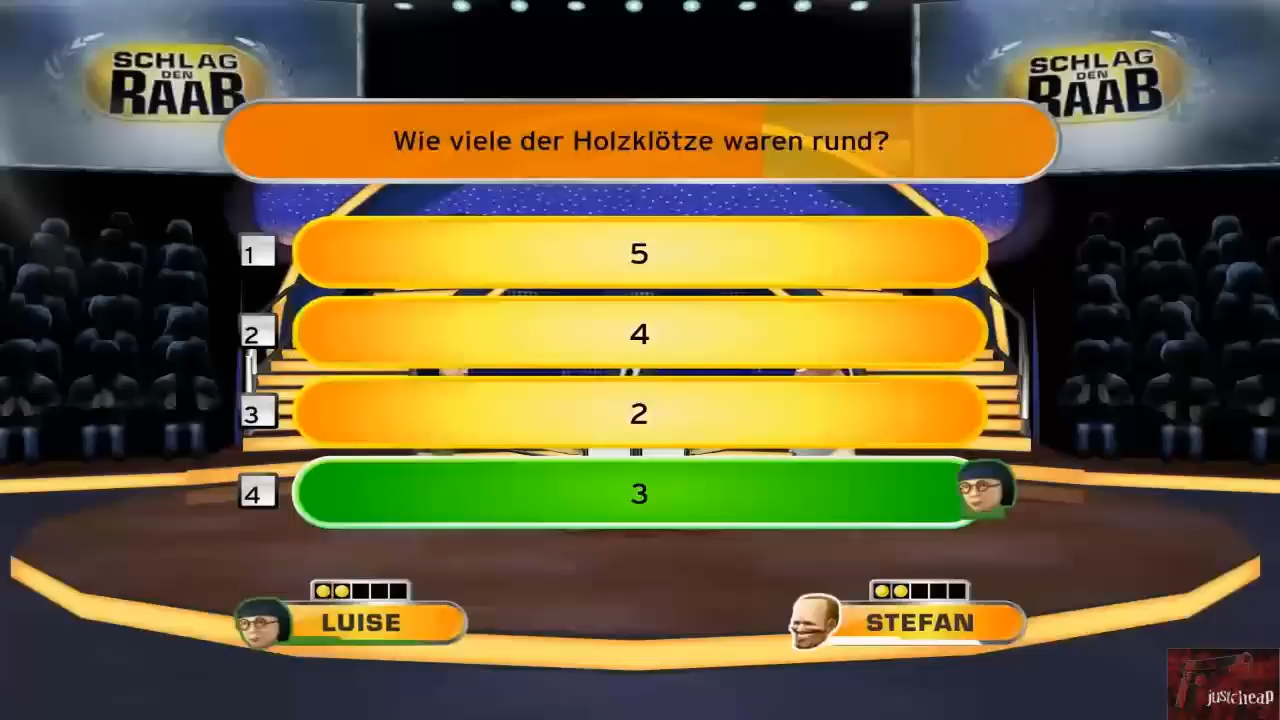 SCHLAG
DEN
RAAB
SCHLAG
DEN
RAAB
Wie viele der Holzklötze waren rund?
1
5
2
4
3
2
4
3
LUISE
STEFAN
justcheap